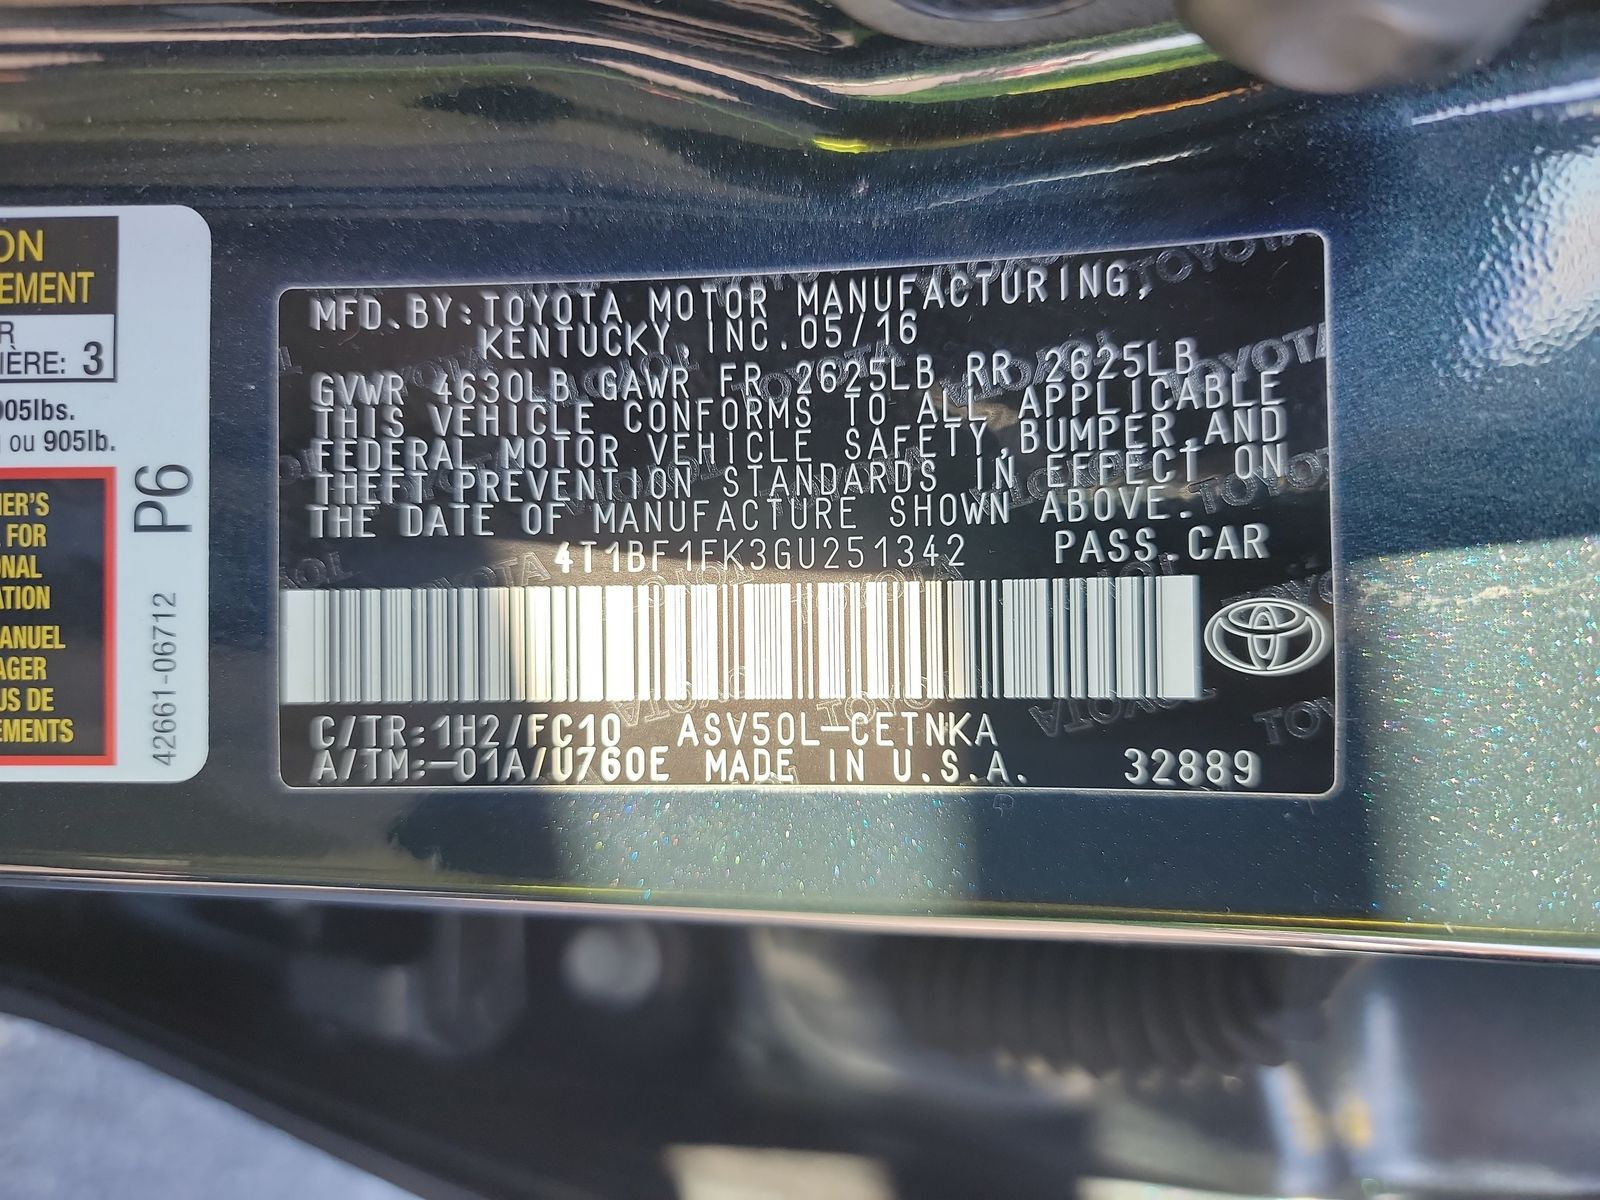 ON
EMENT
R
IÈRE: 3
905lbs.
ou 905lb.
P6
42661-06712
NER'S
FOR
ONAL
ATION
MANUEL
AGER
US DE
EMENTS
MFD.BY:TOYOTA MOTOR MANUFACTURING,
KENTUCKY,INC.05/16
GVWR 4630LB GAWR FR 2625LB RR 2625LB
THIS VEHICLE CONFORMS TO ALL APPLICABLE
FEDERAL MOTOR VEHICLE SAFETY,BUMPER,AND
THEFT PREVENTION STANDARDS IN EFFECT ON
THE DATE OF MANUFACTURE SHOWN ABOVE.
4T1BF1FK3GU251342 PASS.CAR
C/TR:1H2/FC10 ASV50L-CETNKA
A/TM:-01A/U760E MADE IN U.S.A. 32889